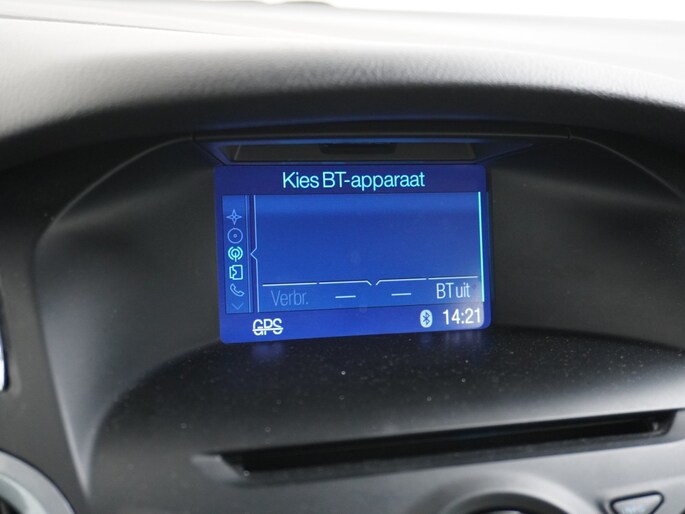 Kies BT-apparaat
Verbr. — — BT uit
GPS 14:21